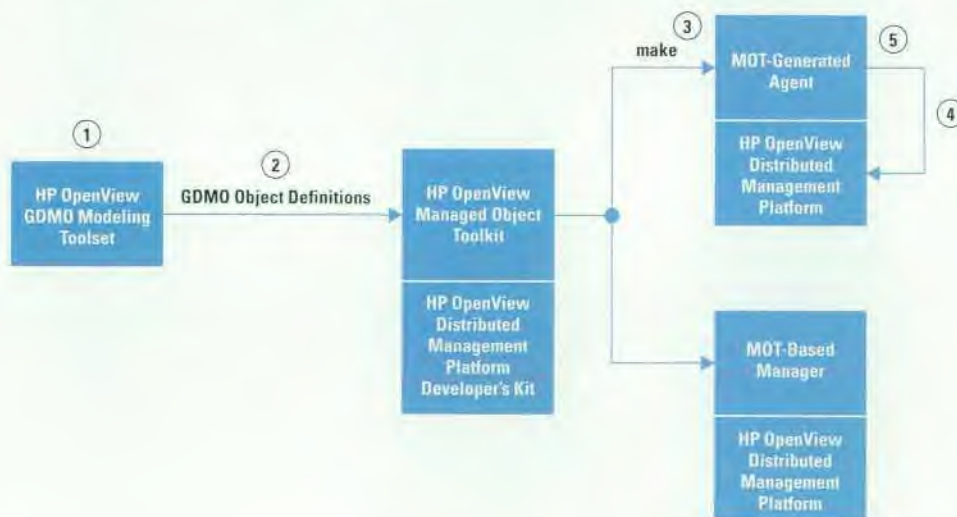 1
HP OpenView
GDMO Modeling
Toolset
2
GDMO Object Definitions
HP OpenView
Managed Object
Toolkit
HP OpenView
Distributed
Management
Platform
Developer's Kit
3
make
MOT-Generated
Agent
5
4
HP OpenView
Distributed
Management
Platform
MOT-Based
Manager
HP OpenView
Distributed
Management
Platform